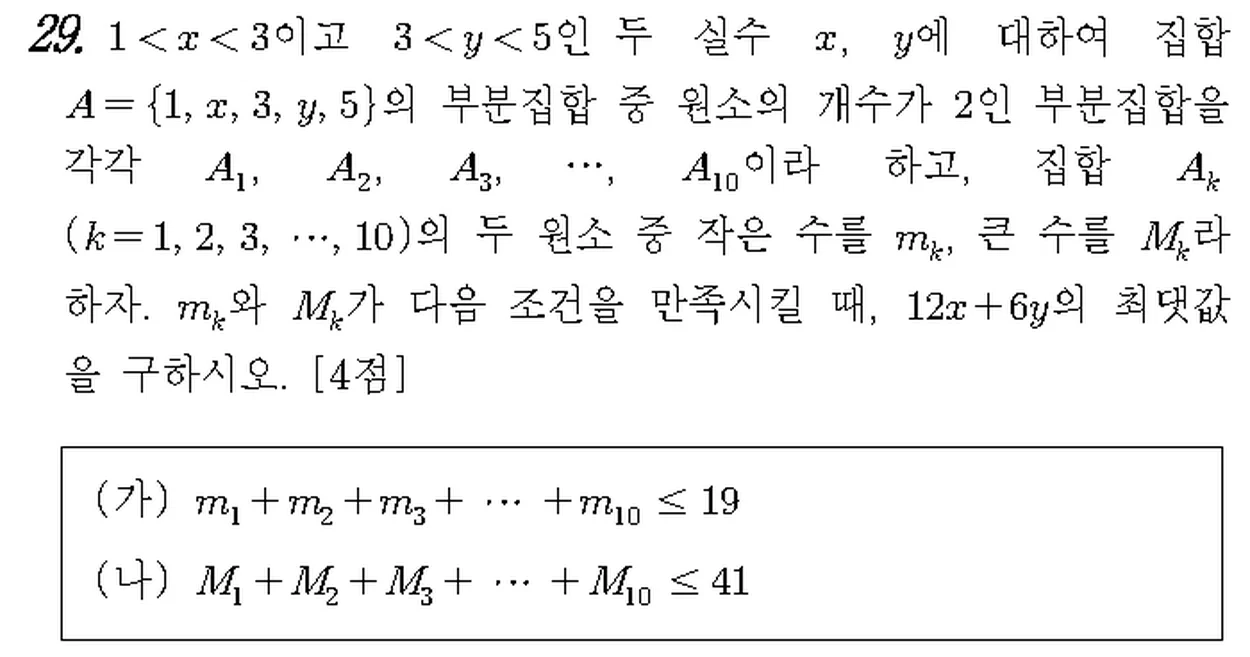 29. 1 < x < 3이고 3 < y < 5인 두 실수 x, y에 대하여 집합
A = {1, x, 3, y, 5}의 부분집합 중 원소의 개수가 2인 부분집합을
각각 A₁, A₂, A₃, ⋯, A₁₀이라 하고, 집합 Aₖ
(k = 1, 2, 3, ⋯, 10)의 두 원소 중 작은 수를 mₖ, 큰 수를 Mₖ라
하자. mₖ와 Mₖ가 다음 조건을 만족시킬 때, 12x + 6y의 최댓값
을 구하시오. [4점]
(가) m₁ + m₂ + m₃ + ⋯ + m₁₀ ≤ 19
(나) M₁ + M₂ + M₃ + ⋯ + M₁₀ ≤ 41